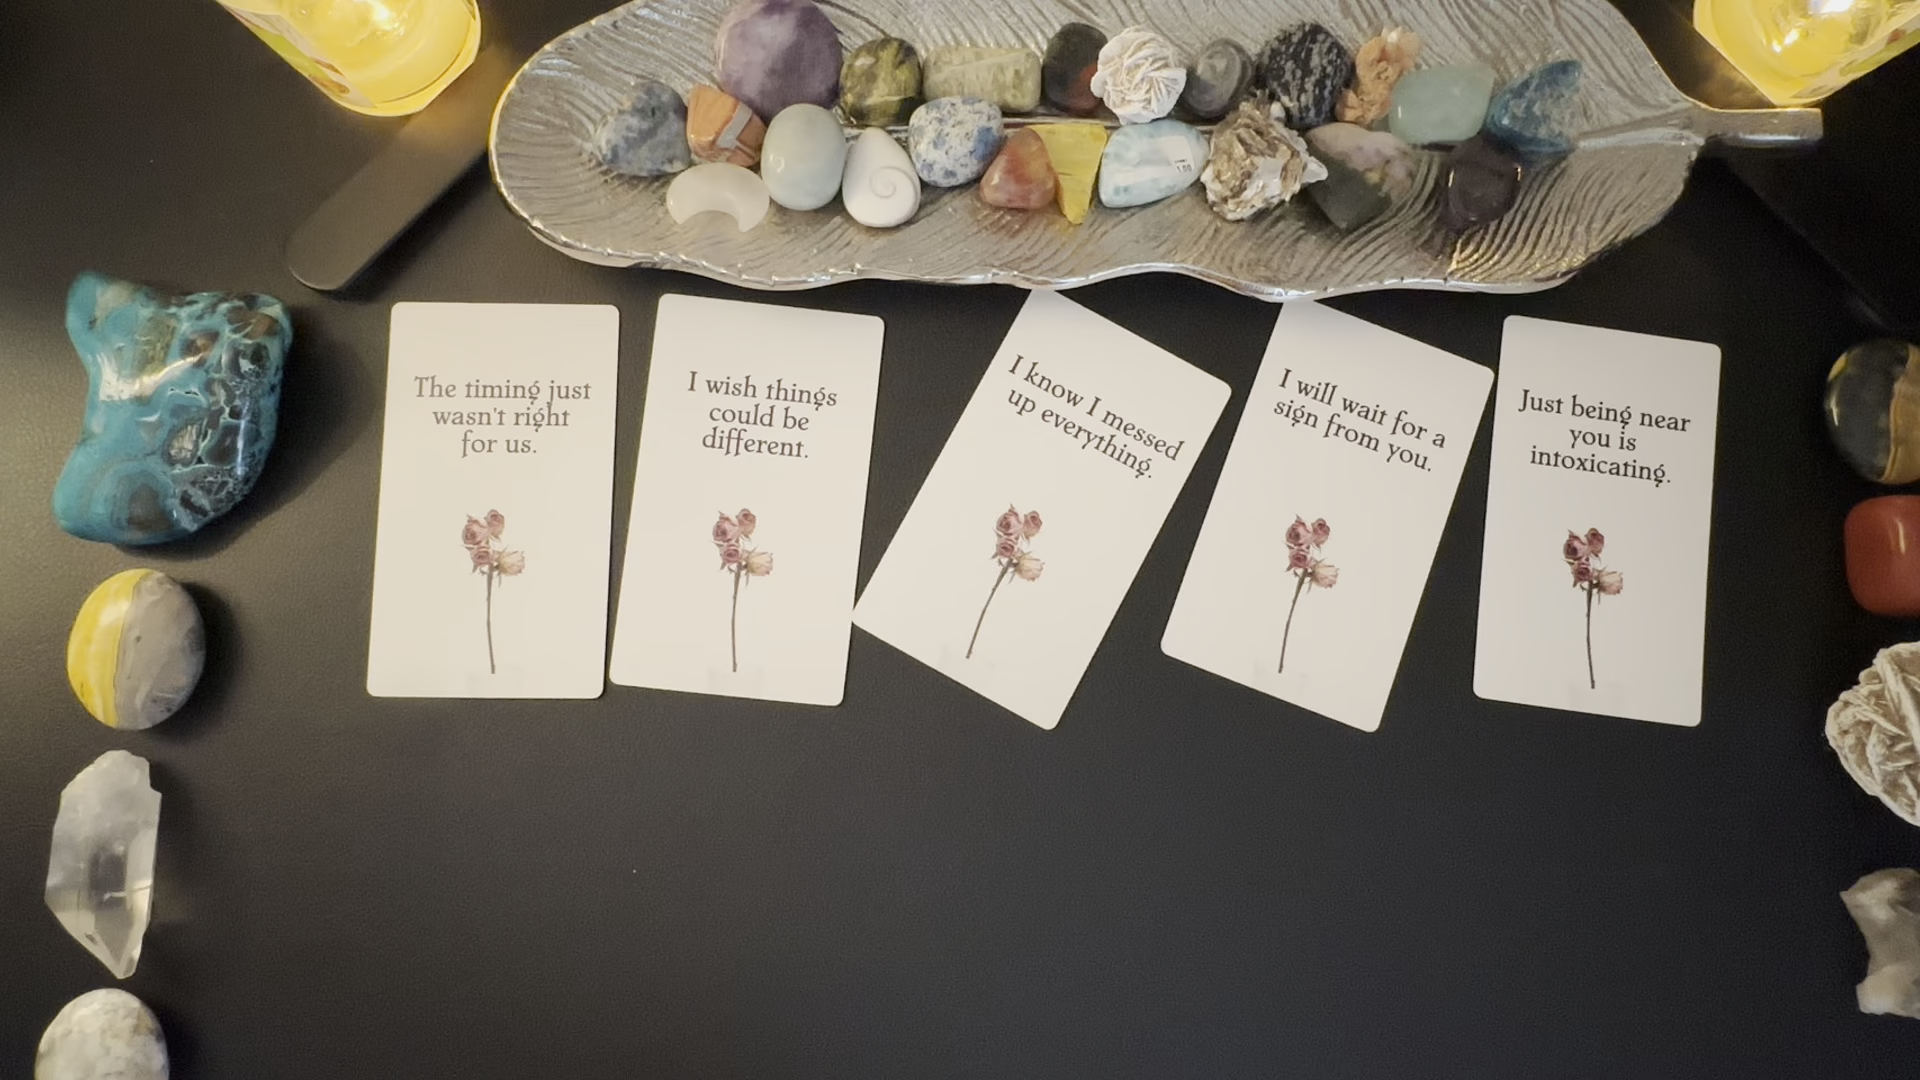 The timing just
wasn't right
for us.
I wish things
could be
different.
I know I messed
up everything.
I will wait for a
sign from you.
Just being near
you is
intoxicating.